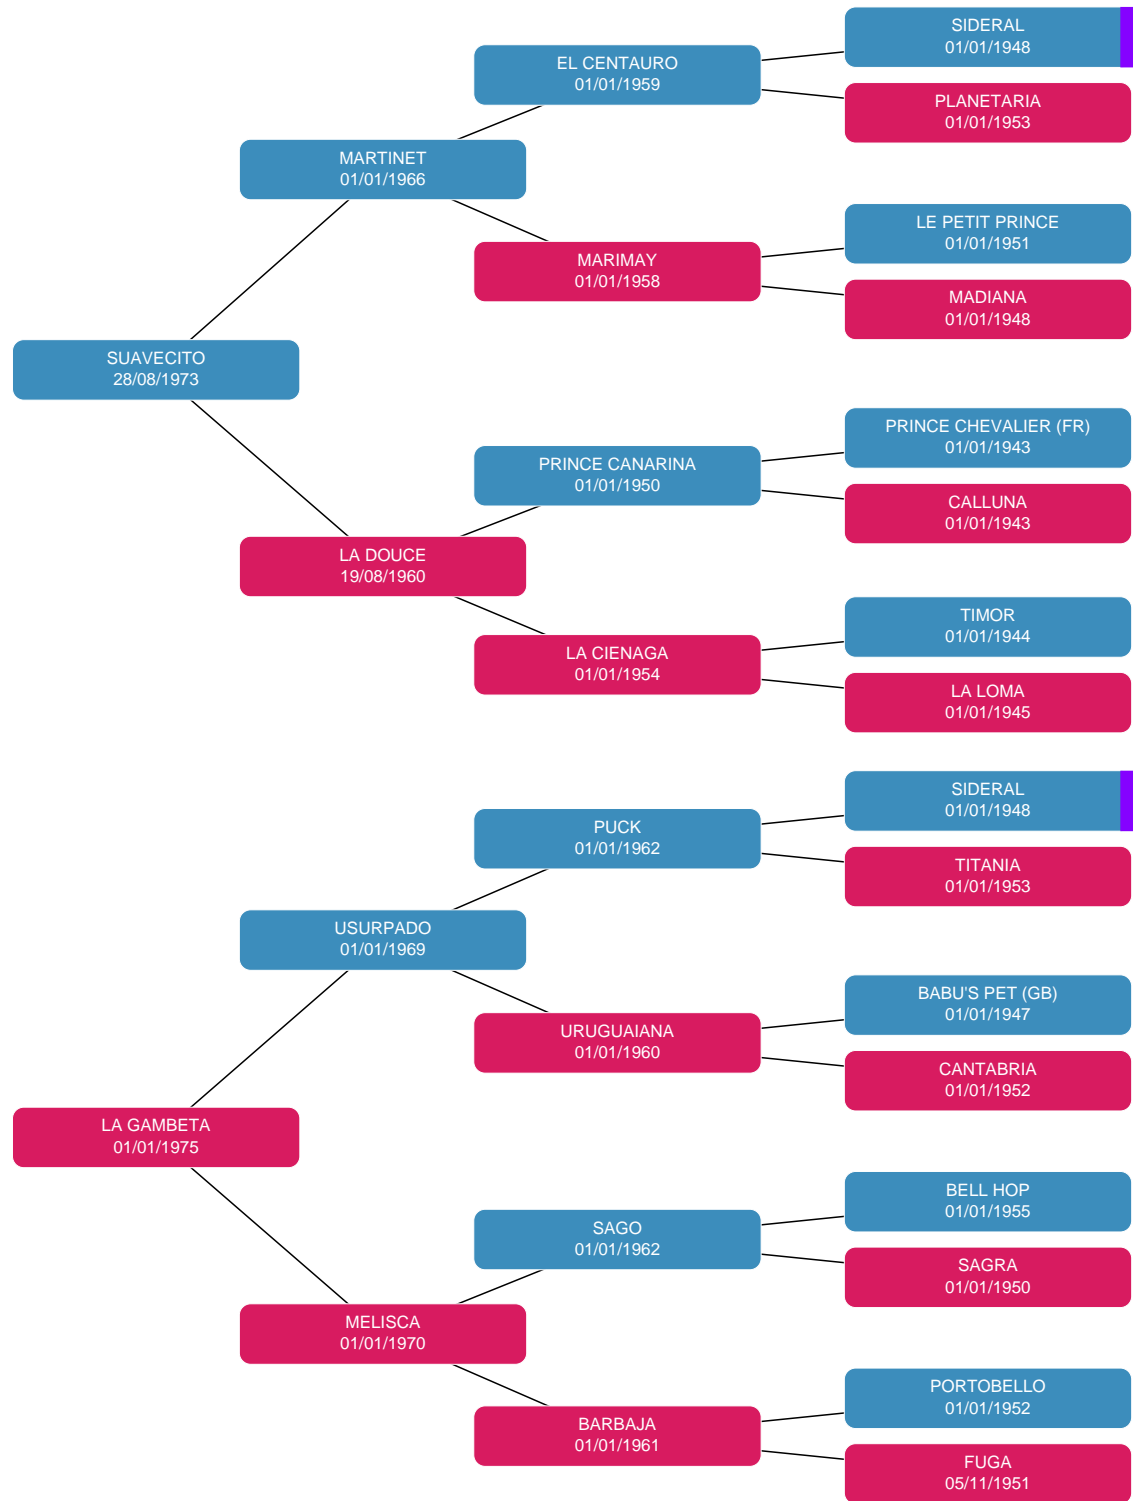 SIDERAL
01/01/1948
EL CENTAURO
01/01/1959
PLANETARIA
01/01/1953
MARTINET
01/01/1966
LE PETIT PRINCE
01/01/1951
MARIMAY
01/01/1958
MADIANA
01/01/1948
SUAVECITO
28/08/1973
PRINCE CHEVALIER (FR)
01/01/1943
PRINCE CANARINA
01/01/1950
CALLUNA
01/01/1943
LA DOUCE
19/08/1960
TIMOR
01/01/1944
LA CIENAGA
01/01/1954
LA LOMA
01/01/1945
SIDERAL
01/01/1948
PUCK
01/01/1962
TITANIA
01/01/1953
USURPADO
01/01/1969
BABU'S PET (GB)
01/01/1947
URUGUAIANA
01/01/1960
CANTABRIA
01/01/1952
LA GAMBETA
01/01/1975
BELL HOP
01/01/1955
SAGO
01/01/1962
SAGRA
01/01/1950
MELISCA
01/01/1970
PORTOBELLO
01/01/1952
BARBAJA
01/01/1961
FUGA
05/11/1951